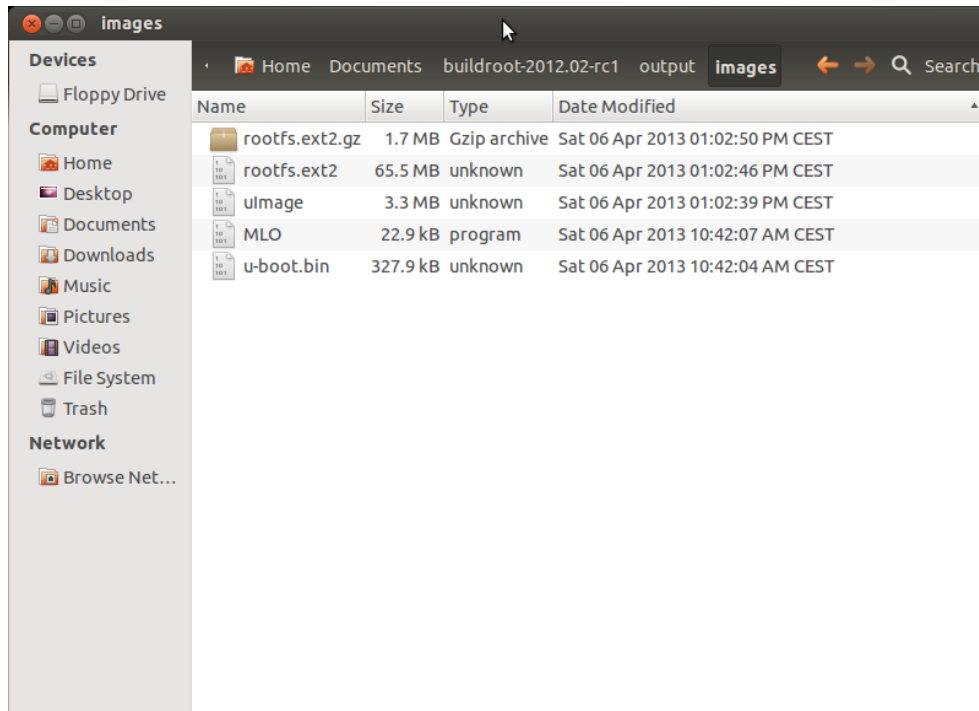 images
Devices
Floppy Drive
Computer
Home
Desktop
Documents
Downloads
Music
Pictures
Videos
File System
Trash
Network
Browse Net...
Home Documents buildroot-2012.02-rc1 output images Search
Name Size Type Date Modified
rootfs.ext2.gz 1.7 MB Gzip archive Sat 06 Apr 2013 01:02:50 PM CEST
rootfs.ext2 65.5 MB unknown Sat 06 Apr 2013 01:02:46 PM CEST
uImage 3.3 MB unknown Sat 06 Apr 2013 01:02:39 PM CEST
MLO 22.9 kB program Sat 06 Apr 2013 10:42:07 AM CEST
u-boot.bin 327.9 kB unknown Sat 06 Apr 2013 10:42:04 AM CEST